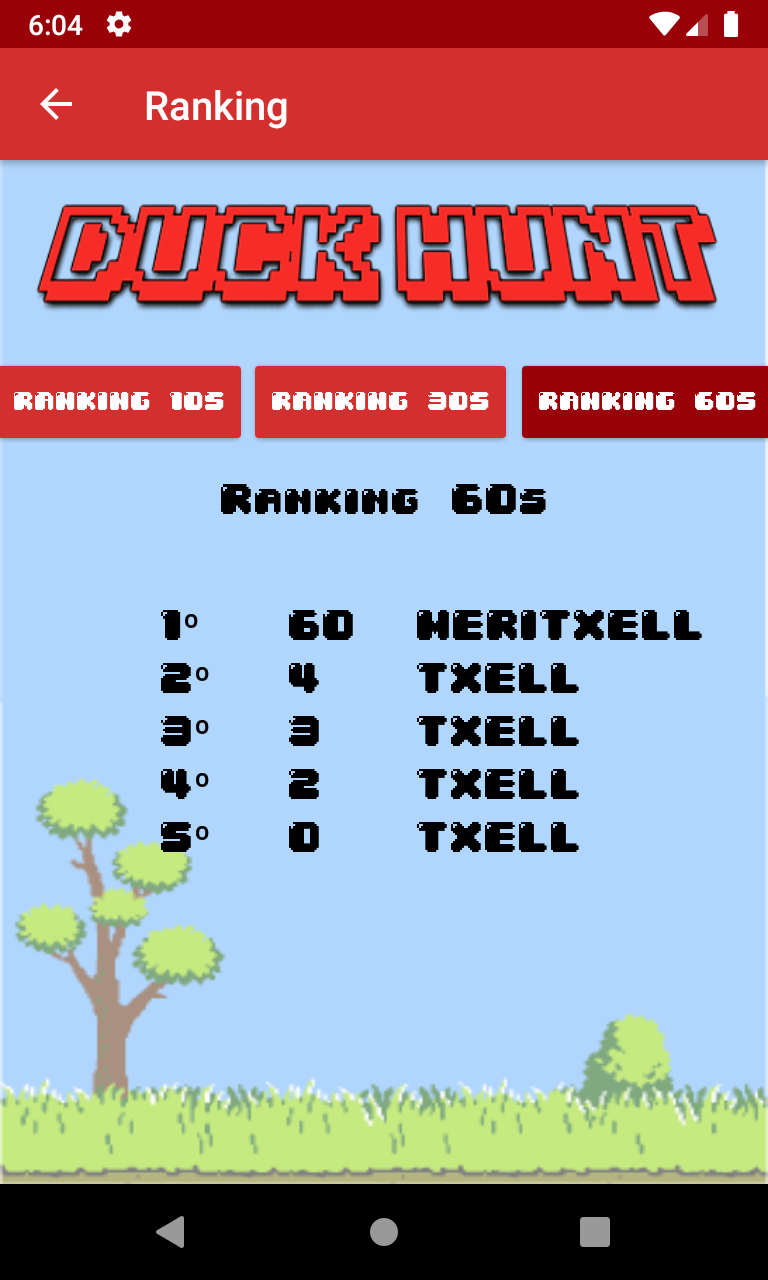 6:04
Ranking
DUCK HUNT
RANKING 10S RANKING 30S RANKING 60S
Ranking 60s
1º 60 MERITXELL
2º 4 TXELL
3º 3 TXELL
4º 2 TXELL
5º 0 TXELL